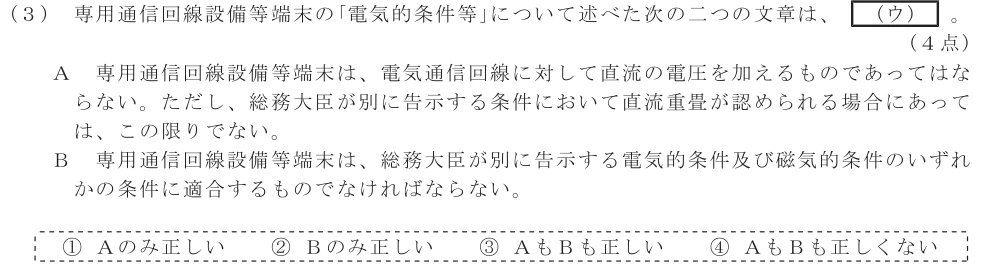 (３) 専用通信回線設備等端末の｢電気的条件等｣について述べた次の二つの文章は、 (ウ) 。
(４点)
Ａ 専用通信回線設備等端末は、電気通信回線に対して直流の電圧を加えるものであってはな
らない。ただし、総務大臣が別に告示する条件において直流重畳が認められる場合にあって
は、この限りでない。
Ｂ 専用通信回線設備等端末は、総務大臣が別に告示する電気的条件及び磁気的条件のいずれ
かの条件に適合するものでなければならない。
① Ａのみ正しい ② Ｂのみ正しい ③ ＡもＢも正しい ④ ＡもＢも正しくない